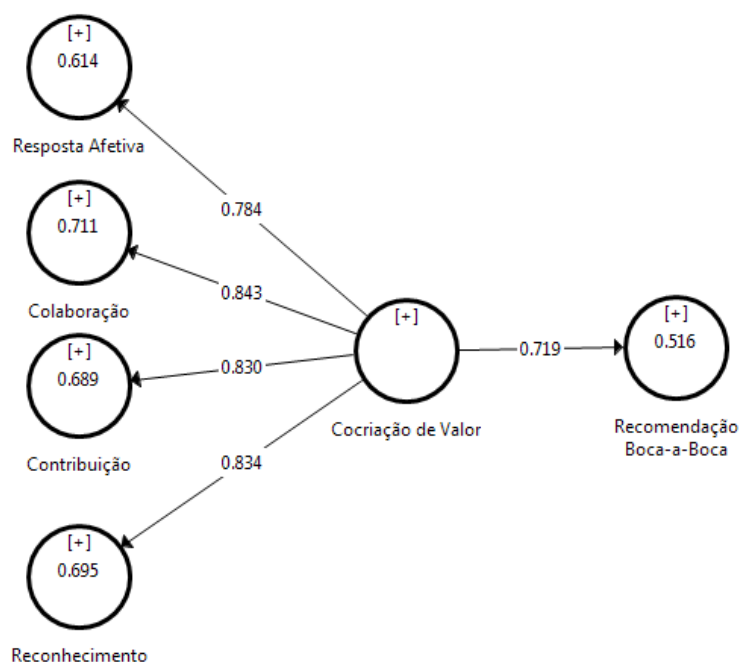 [+]
0.614
Resposta Afetiva
0.784
[+]
0.711
Colaboração
0.843
[+]
0.689
Contribuição
0.830
[+]
0.695
Reconhecimento
0.834
[+]
Cocriação de Valor
0.719
[+]
0.516
Recomendação
Boca-a-Boca